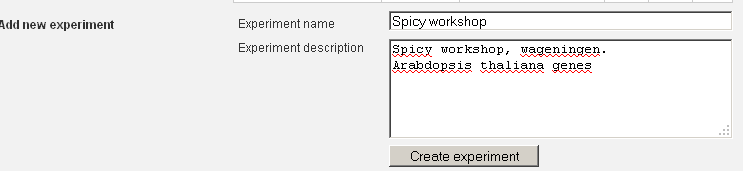 Add new experiment
Experiment name
Spicy workshop
Experiment description
Spicy workshop, wageningen.
Arabdopsis thaliana genes
Create experiment